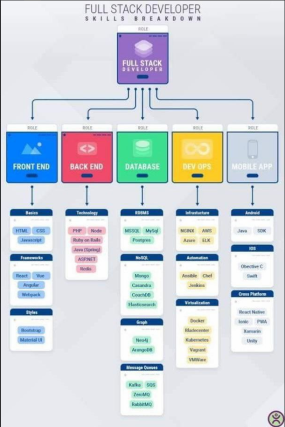 FULL STACK DEVELOPER
SKILLS BREAKDOWN
ROLE
FULL STACK
DEVELOPER
ROLE
ROLE
ROLE
ROLE
ROLE
FRONT END
BACK END
DATABASE
DEV OPS
MOBILE APP
Basics
HTML CSS
Javascript
Frameworks
React Vue
Angular
Webpack
Styles
Bootstrap
Material UI
Technology
PHP Node
Ruby on Rails
Java (Spring)
ASP.NET
RDBMS
MSSQL MySql
Postgres
NoSQL
Mongo
CouchDB
Elasticsearch
Graph
Neo4j
ArangoDB
Message Queues
Kafka SQS
ZeroMQ
RabbitMQ
Infrastructure
NGINX AWS
Azure ELK
Automation
Ansible Chef
Jenkins
Virtualization
Docker
Kubernetes
Vagrant
VMWare
Android
Java SDK
IOS
Objective C
Swift
Cross Platform
React Native
Ionic PWA
Xamarin
Unity